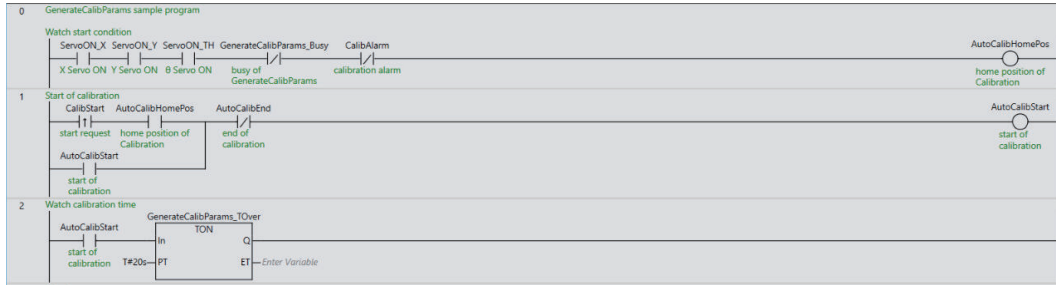 0 GenerateCalibParams sample program
Watch start condition
ServoON_X ServoON_Y ServoON_TH GenerateCalibParams_Busy CalibAlarm AutoCalibHomePos
X Servo ON Y Servo ON θ Servo ON busy of calibration alarm home position of
GenerateCalibParams Calibration
1 Start of calibration
CalibStart AutoCalibHomePos AutoCalibEnd AutoCalibStart
start request home position of end of start of
Calibration calibration calibration
AutoCalibStart
start of
calibration
2 Watch calibration time
GenerateCalibParams_TOver
AutoCalibStart TON
In Q
start of
calibration T#20s PT ET Enter Variable